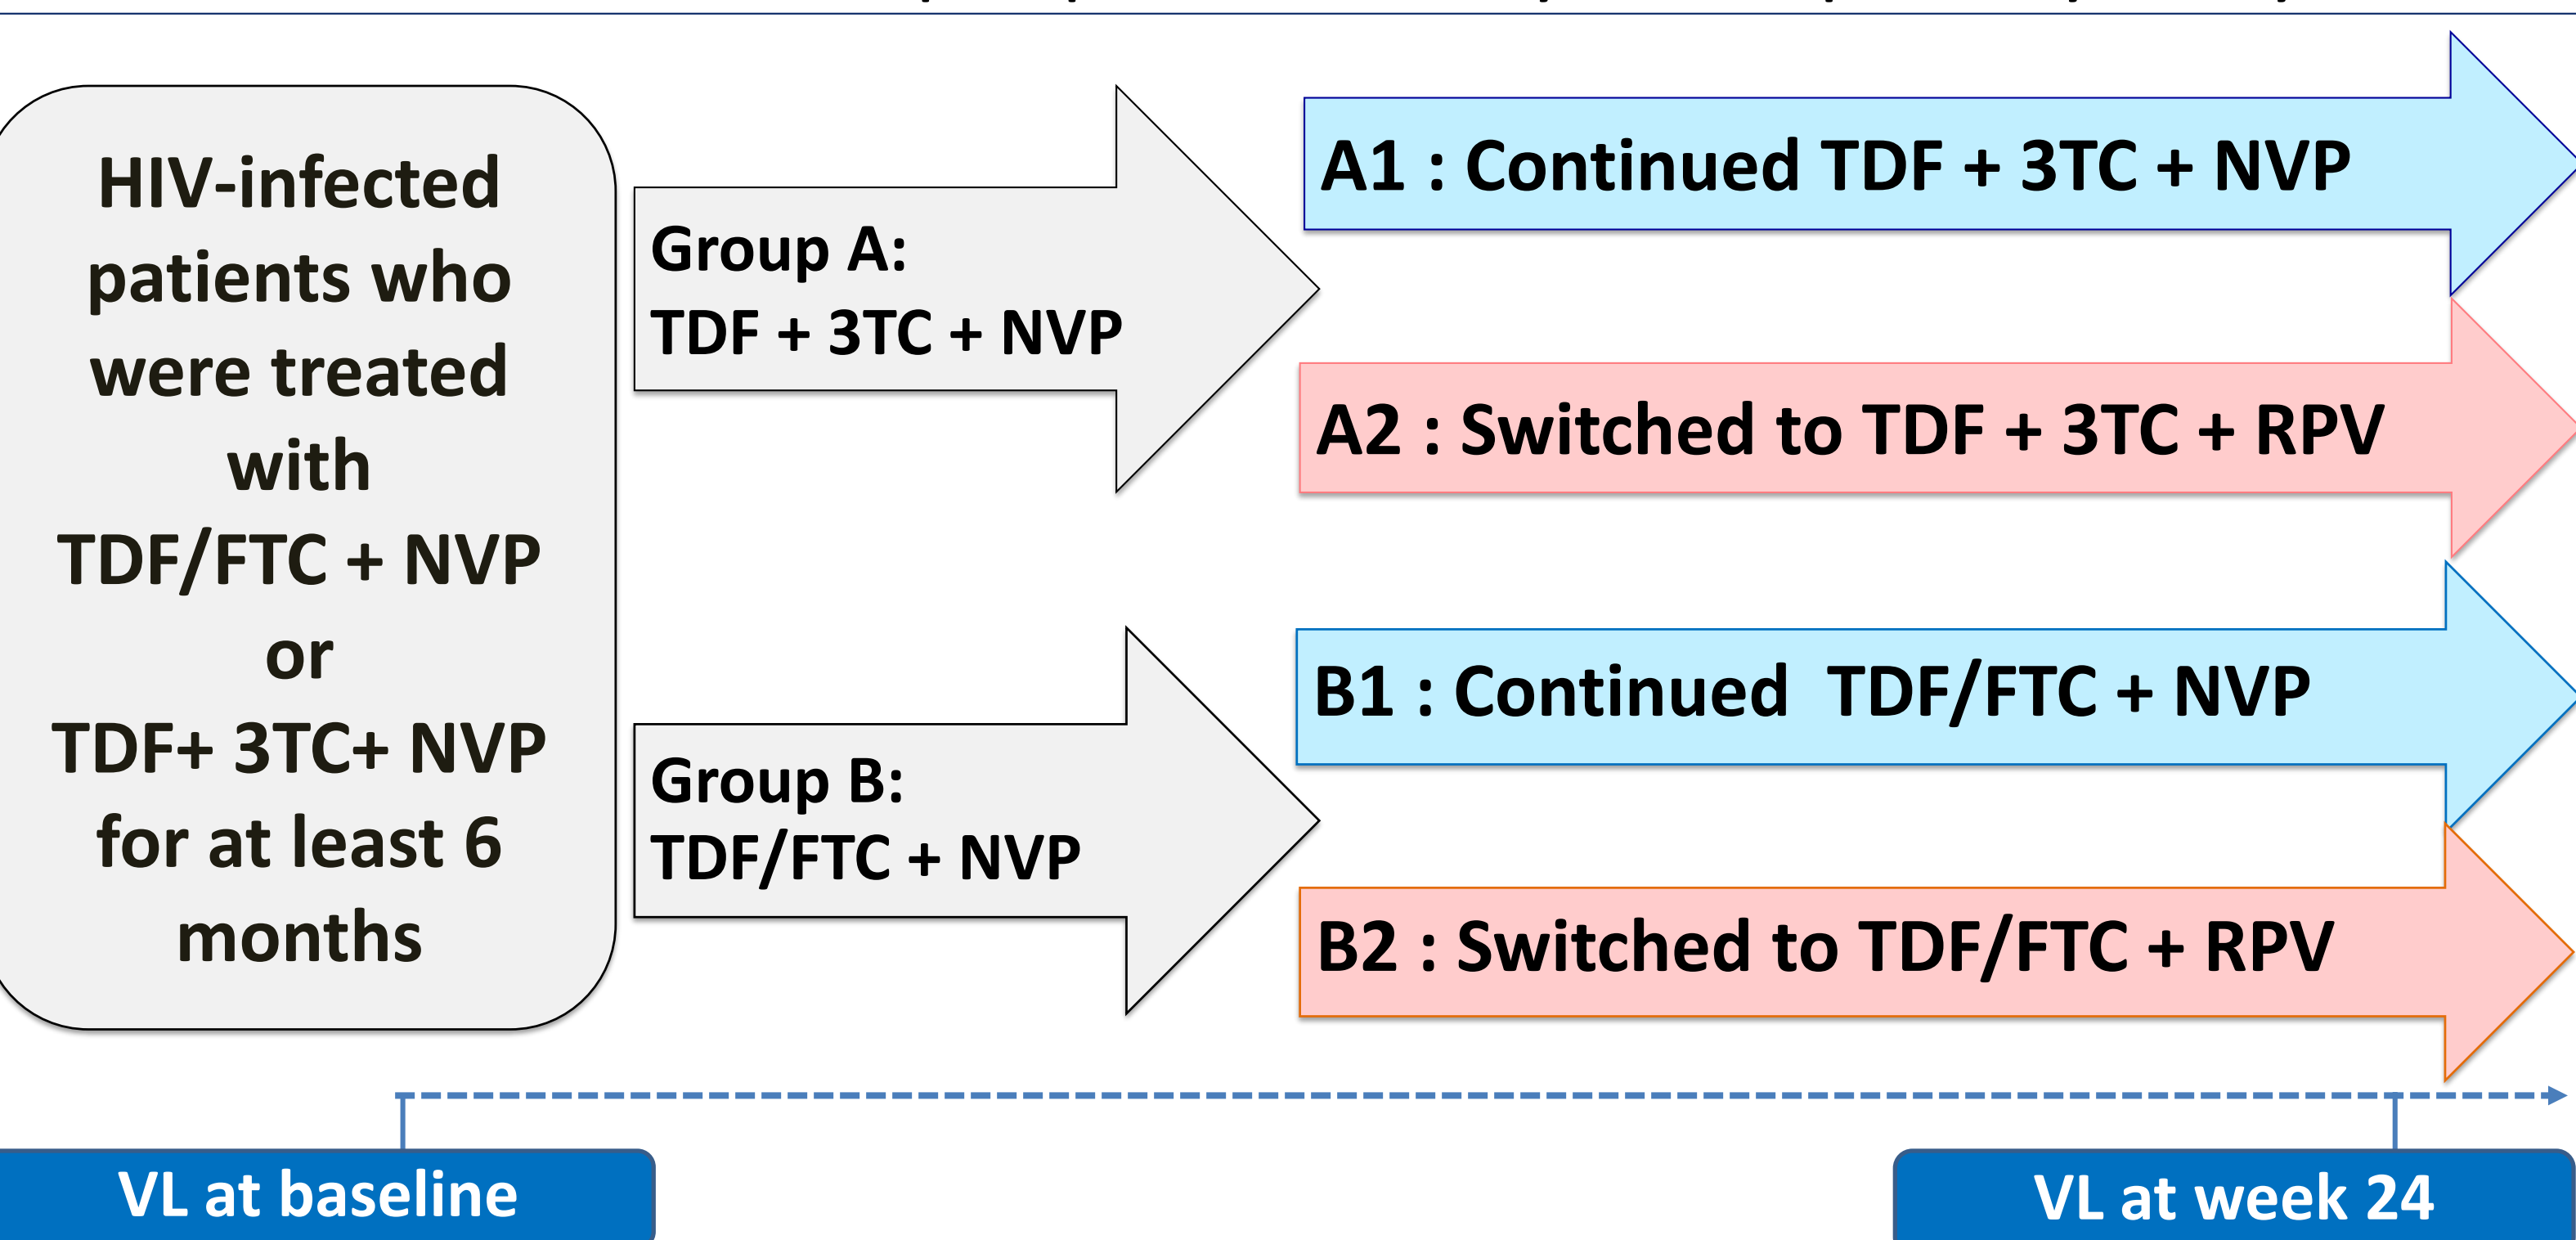 HIV-infected
patients who
were treated
with
TDF/FTC + NVP
or
TDF+ 3TC+ NVP
for at least 6
months
Group A:
TDF + 3TC + NVP
A1 : Continued TDF + 3TC + NVP
A2 : Switched to TDF + 3TC + RPV
Group B:
TDF/FTC + NVP
B1 : Continued  TDF/FTC + NVP
B2 : Switched to TDF/FTC + RPV
VL at baseline
VL at week 24